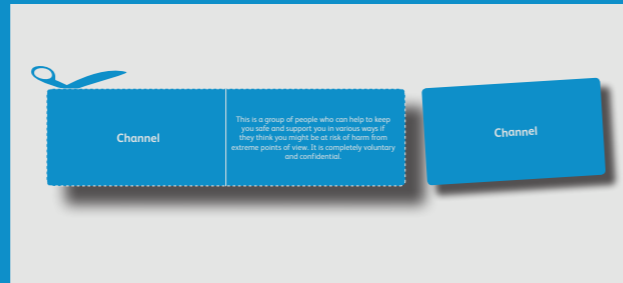 Channel
This is a group of people who can help to keep
you safe and support you in various ways if
they think you might be at risk of harm from
extreme points of view. It is completely voluntary
and confidential.
Channel